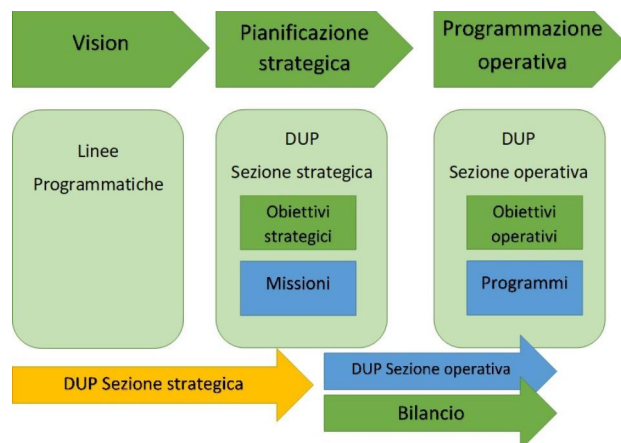 Vision
Pianificazione
strategica
Programmazione
operativa
Linee
Programmatiche
DUP
Sezione strategica
Obiettivi
strategici
Missioni
DUP
Sezione operativa
Obiettivi
operativi
Programmi
DUP Sezione strategica
DUP Sezione operativa
Bilancio